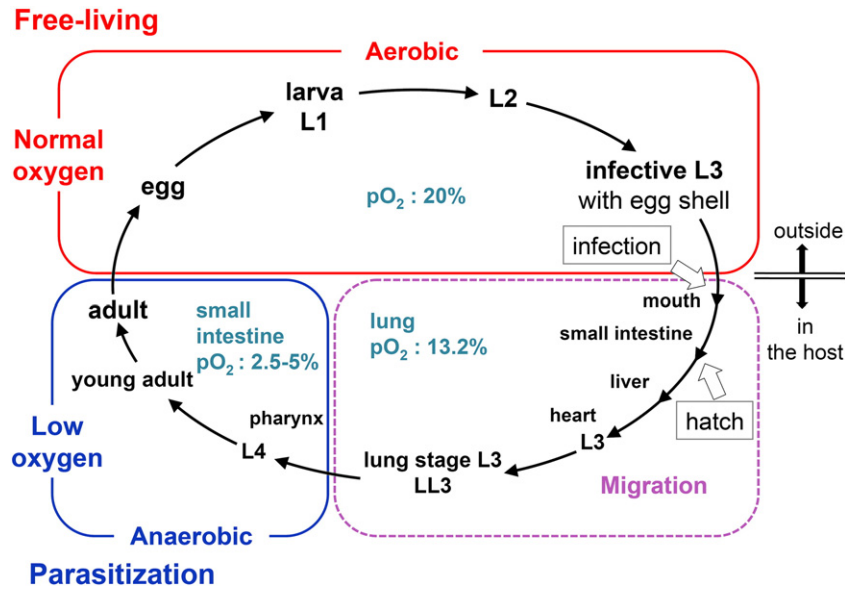 Free-living
Aerobic
larva
L1
L2
Normal
oxygen
egg
infective L3
with egg shell
pO₂ : 20%
infection
outside
mouth
adult
small
intestine
pO₂ : 2.5-5%
lung
pO₂ : 13.2%
small intestine
in
the host
young adult
liver
hatch
pharynx
heart
L3
Low
oxygen
L4
lung stage L3
LL3
Migration
Anaerobic
Parasitization